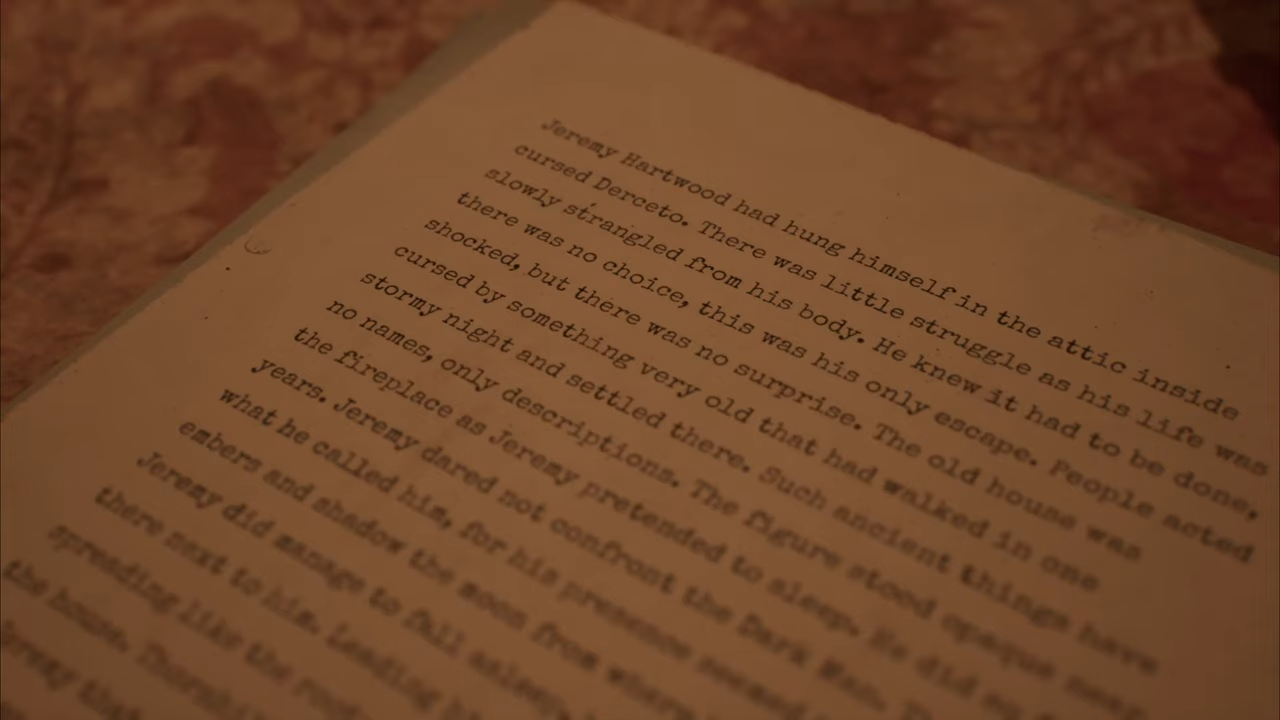 Jeremy Hartwood had hung himself in the attic inside
cursed Derceto. There was little struggle as his life was
slowly strangled from his body. He knew it had to be done,
there was no choice, this was his only escape. People acted
shocked, but there was no surprise. The old house was
cursed by something very old that had walked in one
stormy night and settled there. Such ancient things have
no names, only descriptions. The figure stood opaque near
the fireplace as Jeremy pretended to sleep. He did so
years. Jeremy dared not confront the Dark Man.
what he called him, for his presence seemed
embers and shadow the moon from where
Jeremy did manage to fall asleep,
there next to him. Leading
spreading like the
the house.